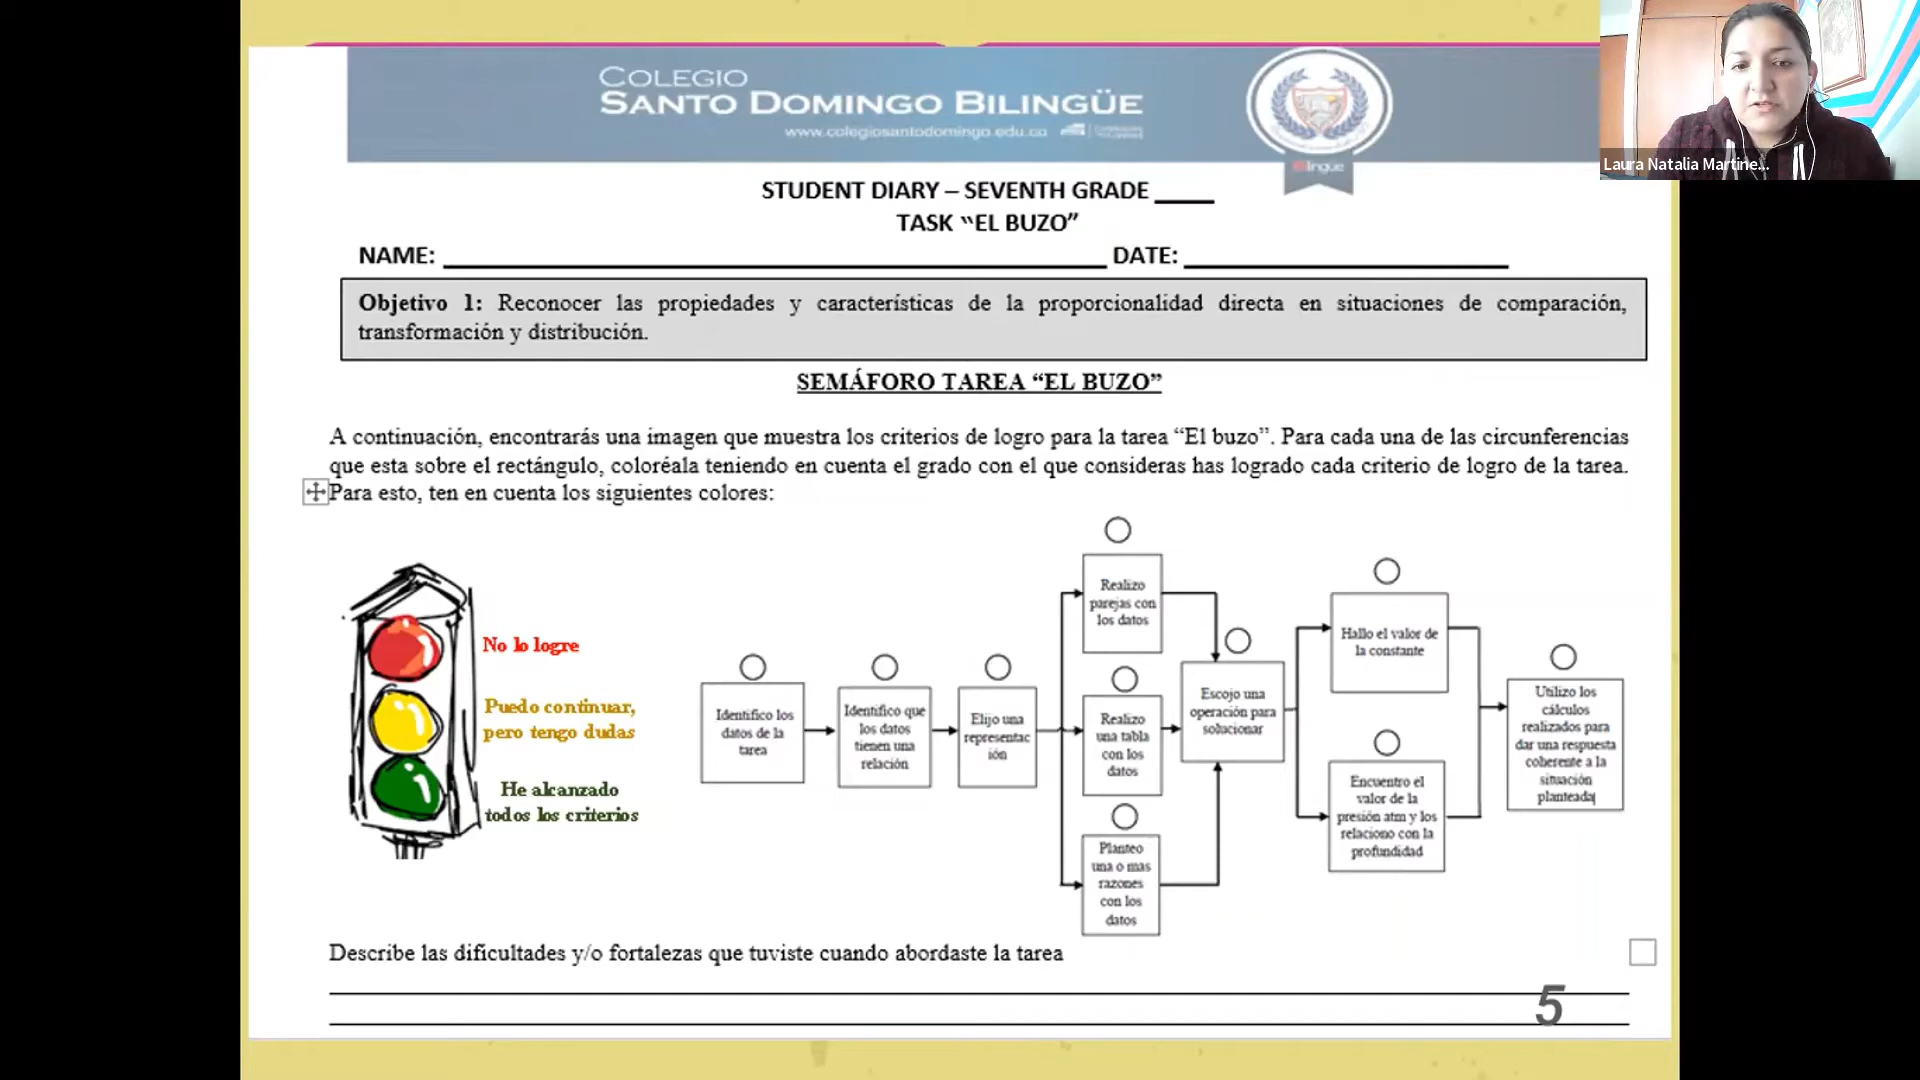 COLEGIO
SANTO DOMINGO BILINGÜE
www.colegiosantodomingo.edu.co
Laura Natalia Martine...
STUDENT DIARY – SEVENTH GRADE ____
TASK “EL BUZO”
NAME: ____ DATE: ____
Objetivo 1: Reconocer las propiedades y características de la proporcionalidad directa en situaciones de comparación,
transformación y distribución.
SEMÁFORO TAREA “EL BUZO”
A continuación, encontrarás una imagen que muestra los criterios de logro para la tarea “El buzo”. Para cada una de las circunferencias
que esta sobre el rectángulo, coloréala teniendo en cuenta el grado con el que consideras has logrado cada criterio de logro de la tarea.
Para esto, ten en cuenta los siguientes colores:
No lo logre
Puedo continuar,
pero tengo dudas
He alcanzado
todos los criterios
Identifico los
datos de la
tarea
Identifico que
los datos
tienen una
relación
Elijo una
representac
ión
Realizo
parejas con
los datos
Realizo
una tabla
con los
datos
Planteo
una o mas
razones
con los
datos
Escojo una
operación para
solucionar
Hallo el valor de
la constante
Encuentro el
valor de la
presión atm y los
relaciono con la
profundidad
Utilizo los
cálculos
realizados para
dar una respuesta
coherente a la
situación
planteada
Describe las dificultades y/o fortalezas que tuviste cuando abordaste la tarea
5